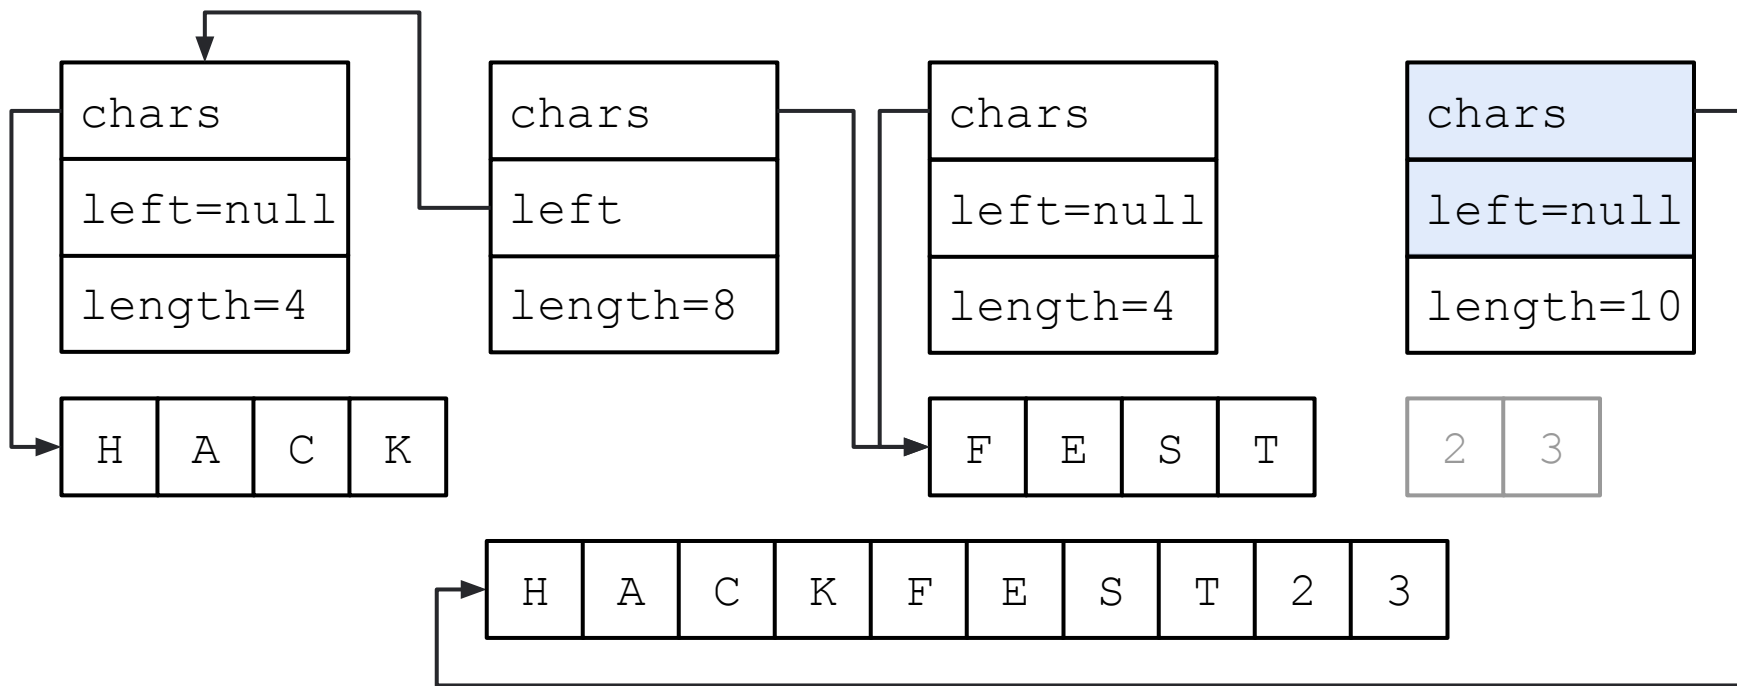 chars
left=null
length=4
chars
left
length=8
chars
left=null
length=4
chars
left=null
length=10
H A C K
F E S T
2 3
H A C K F E S T 2 3